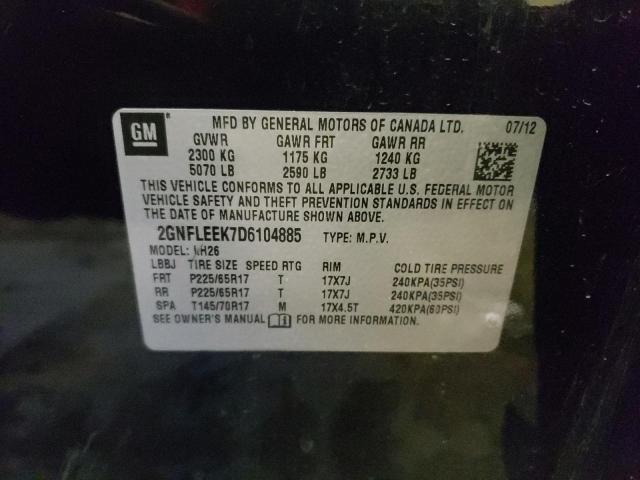 GM
MFD BY GENERAL MOTORS OF CANADA LTD. 07/12
GVWR GAWR FRT GAWR RR
2300 KG 1175 KG 1240 KG
5070 LB 2590 LB 2733 LB
THIS VEHICLE CONFORMS TO ALL APPLICABLE U.S. FEDERAL MOTOR
VEHICLE SAFETY AND THEFT PREVENTION STANDARDS IN EFFECT ON
THE DATE OF MANUFACTURE SHOWN ABOVE.
2GNFLEEK7D6104885 TYPE: M.P.V.
MODEL: LH26
LBBJ TIRE SIZE SPEED RTG RIM COLD TIRE PRESSURE
FRT P225/65R17 T 17X7J 240KPA(35PSI)
RR P225/65R17 T 17X7J 240KPA(35PSI)
SPA T145/70R17 M 17X4.5T 420KPA(60PSI)
SEE OWNER'S MANUAL FOR MORE INFORMATION.